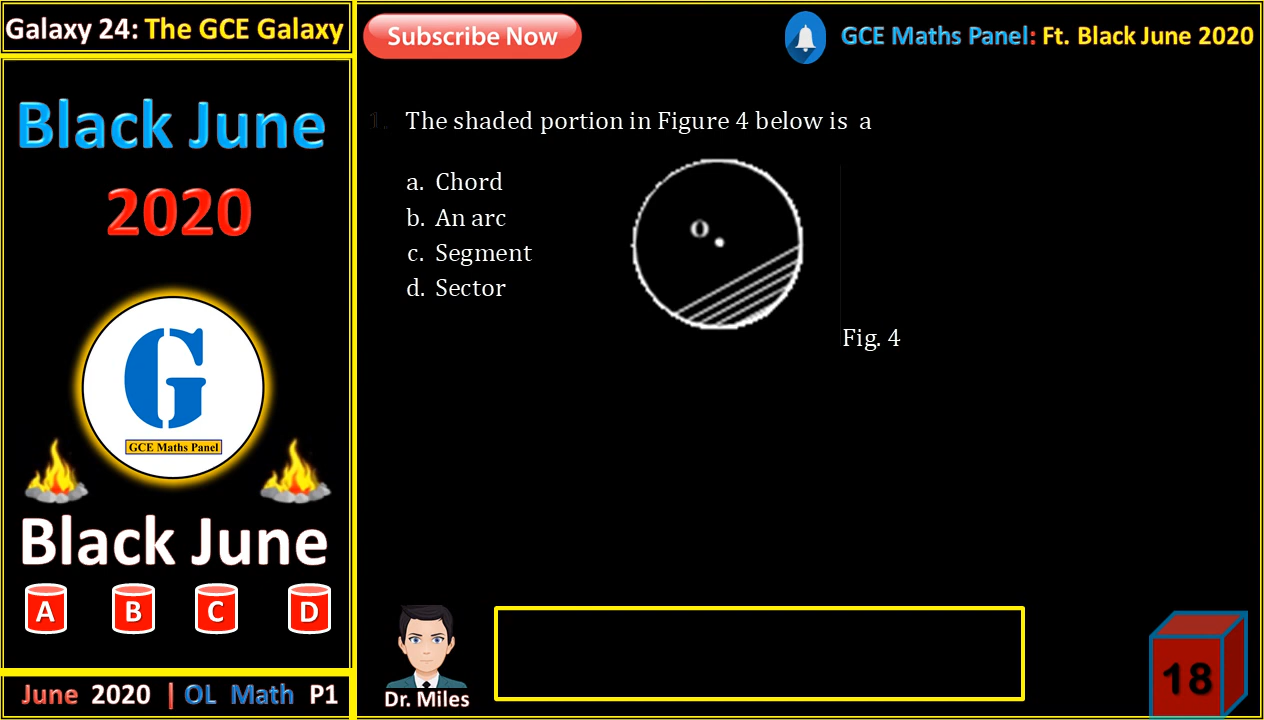 Galaxy 24: The GCE Galaxy
Subscribe Now
GCE Maths Panel: Ft. Black June 2020
Black June
2020
G
GCE Maths Panel
Black June
A B C D
June 2020 | OL Math P1
1. The shaded portion in Figure 4 below is a
a. Chord
b. An arc
c. Segment
d. Sector
O
Fig. 4
Dr. Miles
18